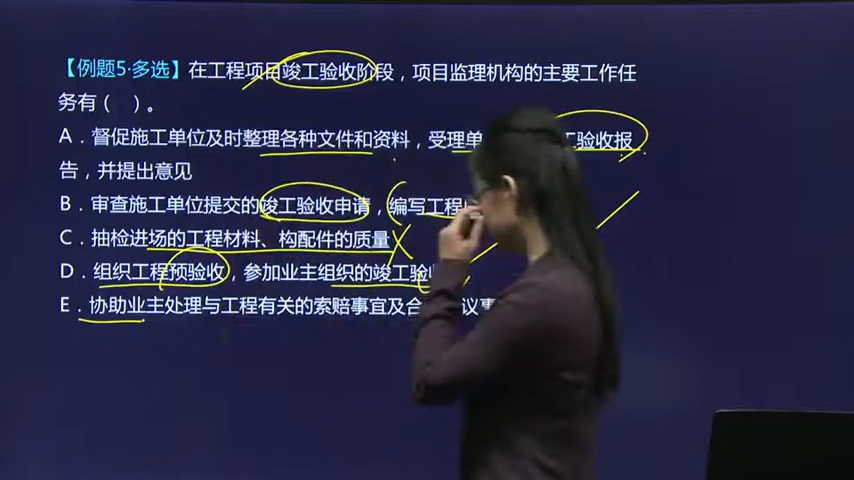 【例题5·多选】在工程项目竣工验收阶段，项目监理机构的主要工作任
务有（ ）。
A．督促施工单位及时整理各种文件和资料，受理单 工验收报
告，并提出意见
B．审查施工单位提交的竣工验收申请，编写工程
C．抽检进场的工程材料、构配件的质量
D．组织工程预验收，参加业主组织的竣工验
E．协助业主处理与工程有关的索赔事宜及合 议